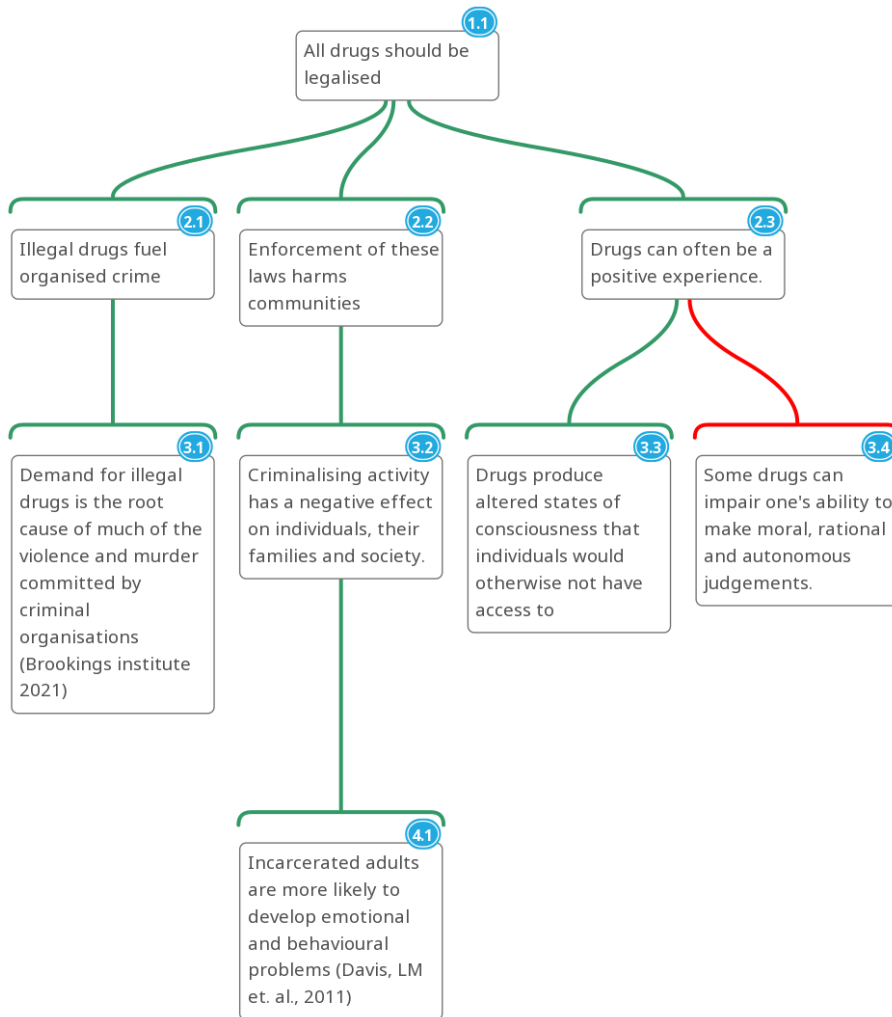 1.1
All drugs should be
legalised
2.1
Illegal drugs fuel
organised crime
2.2
Enforcement of these
laws harms
communities
2.3
Drugs can often be a
positive experience.
3.1
Demand for illegal
drugs is the root
cause of much of the
violence and murder
committed by
criminal
organisations
(Brookings institute
2021)
3.2
Criminalising activity
has a negative effect
on individuals, their
families and society.
3.3
Drugs produce
altered states of
consciousness that
individuals would
otherwise not have
access to
3.4
Some drugs can
impair one's ability to
make moral, rational
and autonomous
judgements.
4.1
Incarcerated adults
are more likely to
develop emotional
and behavioural
problems (Davis, LM
et. al., 2011)